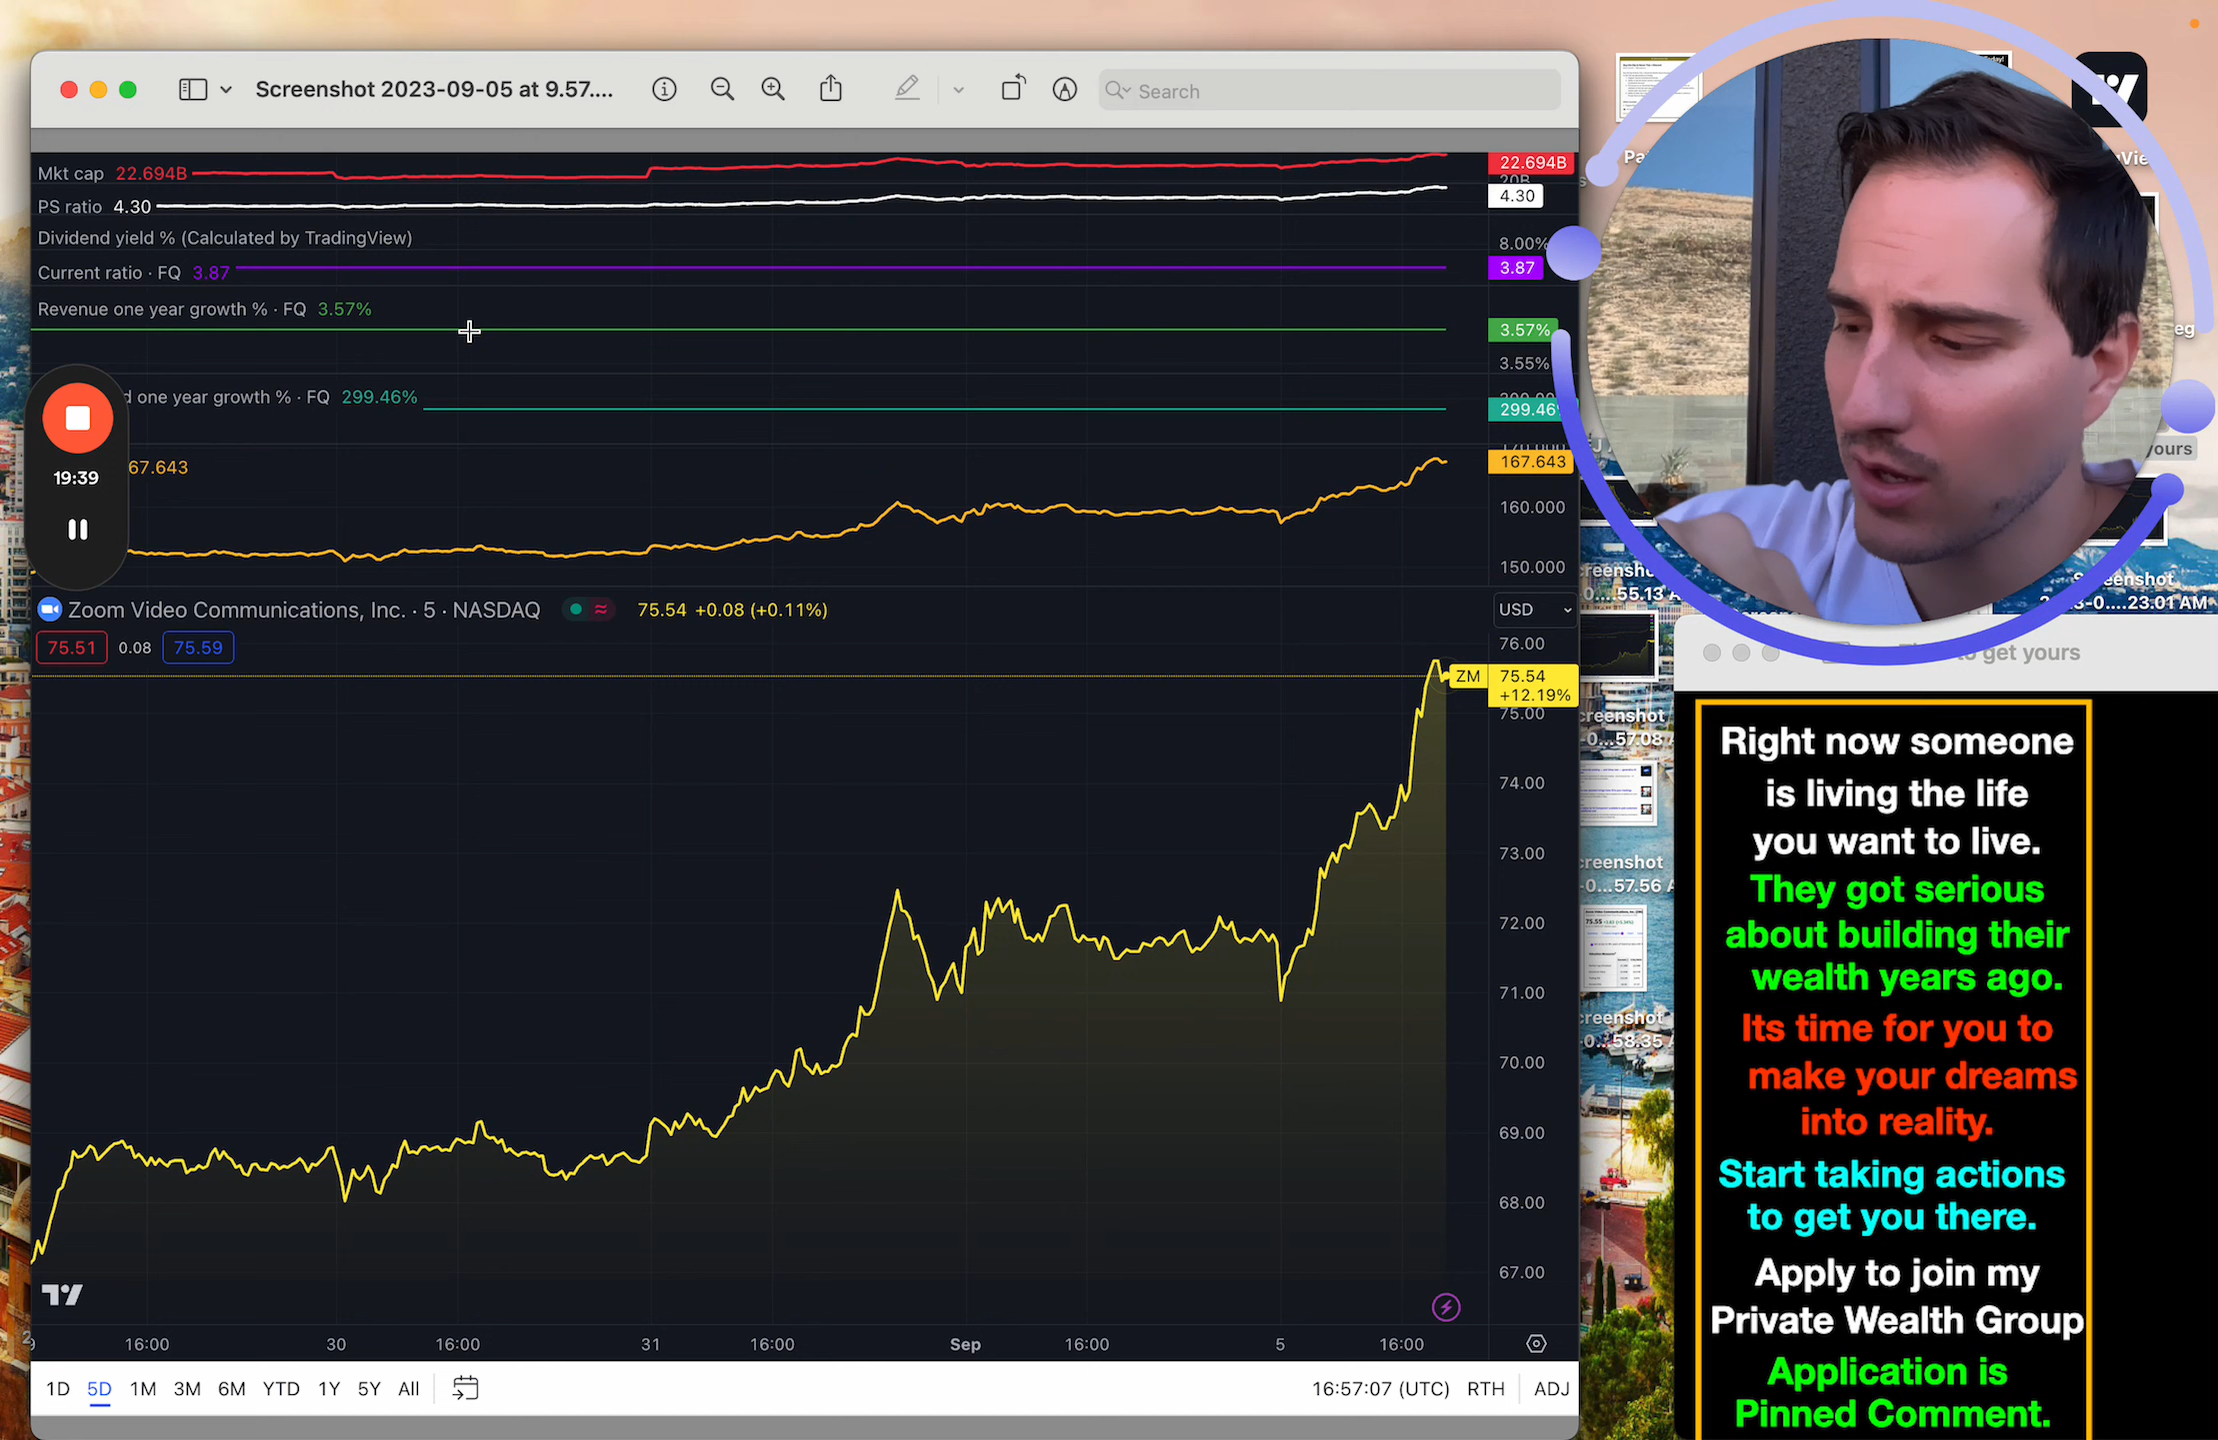 Screenshot 2023-09-05 at 9.57....
Search
Mkt cap 22.694B
22.694B
PS ratio 4.30
4.30
Dividend yield % (Calculated by TradingView)
8.00%
Current ratio · FQ 3.87
3.87
Revenue one year growth % · FQ 3.57%
3.57%
3.55%
one year growth % · FQ 299.46%
299.46
19:39
67.643
167.643
160.000
150.000
Zoom Video Communications, Inc. · 5 · NASDAQ 75.54 +0.08 (+0.11%)
USD
75.51 0.08 75.59
76.00
ZM 75.54
+12.19%
75.00
74.00
73.00
72.00
71.00
70.00
69.00
68.00
67.00
16:00 30 16:00 31 16:00 Sep 16:00 5 16:00
1D 5D 1M 3M 6M YTD 1Y 5Y All
16:57:07 (UTC) RTH ADJ
get yours
Right now someone
is living the life
you want to live.
They got serious
about building their
wealth years ago.
Its time for you to
make your dreams
into reality.
Start taking actions
to get you there.
Apply to join my
Private Wealth Group
Application is
Pinned Comment.